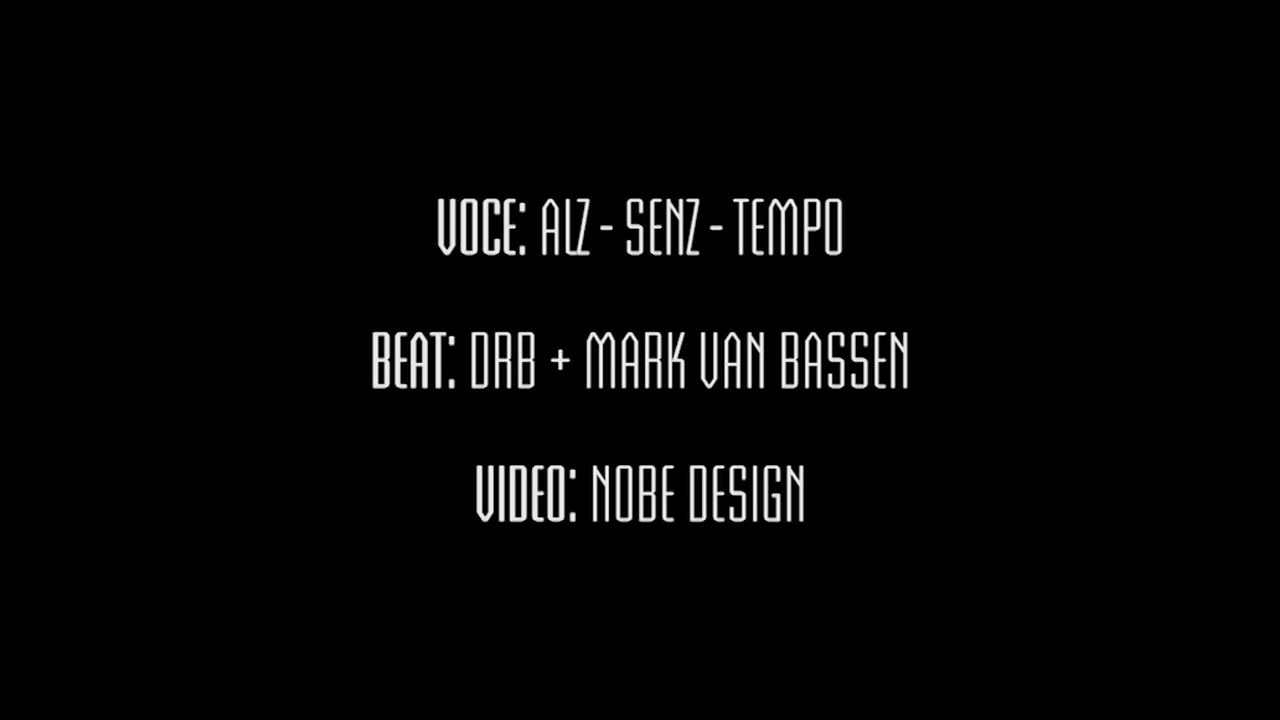 VOCE: ALZ - SENZ - TEMPO
BEAT: DRB + MARK VAN BASSEN
VIDEO: NOBE DESIGN